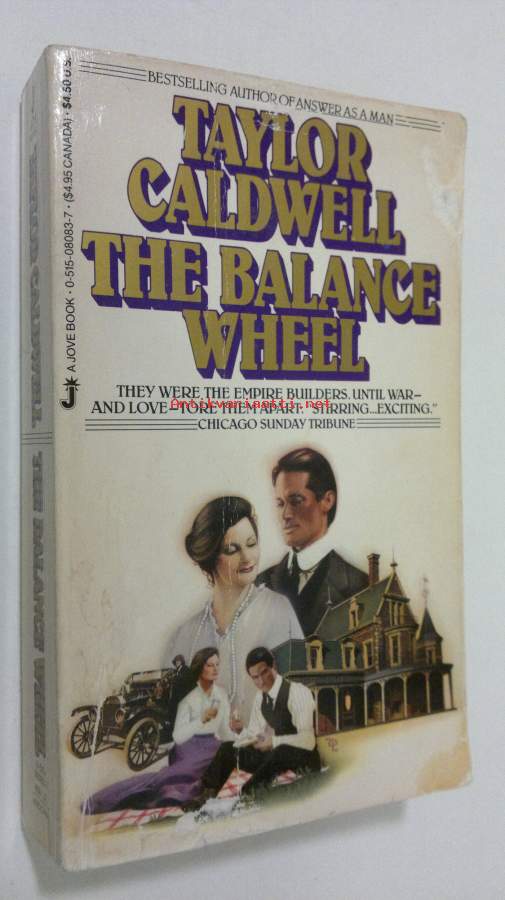 BESTSELLING AUTHOR OF ANSWER AS A MAN
TAYLOR
CALDWELL
THE BALANCE
WHEEL
THEY WERE THE EMPIRE BUILDERS. UNTIL WAR—
AND LOVE—TORE THEM APART. "STIRRING...EXCITING."
CHICAGO SUNDAY TRIBUNE
antikvariaatti.net
J A JOVE BOOK • 0-515-08083-7 • ($4.95 CANADA) • $4.50 U.S.
TAYLOR CALDWELL THE BALANCE WHEEL